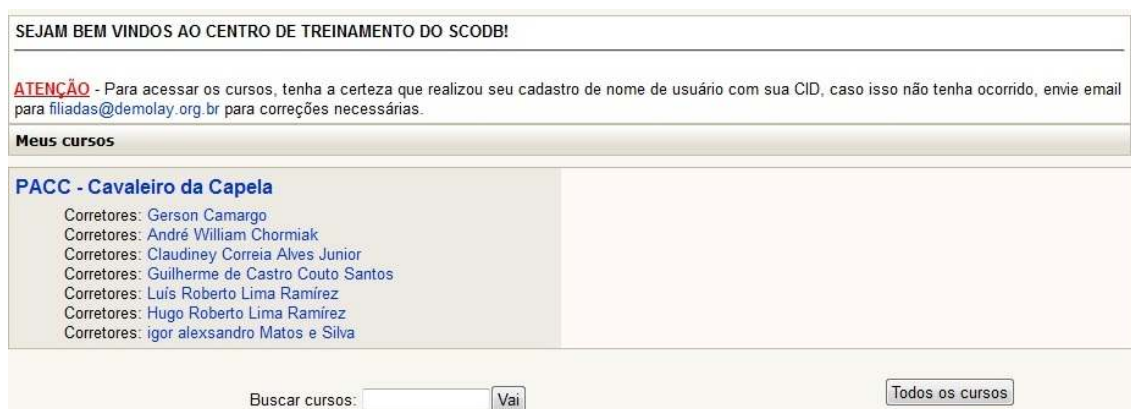 SEJAM BEM VINDOS AO CENTRO DE TREINAMENTO DO SCODB!
ATENÇÃO - Para acessar os cursos, tenha a certeza que realizou seu cadastro de nome de usuário com sua CID, caso isso não tenha ocorrido, envie email
para filiadas@demolay.org.br para correções necessárias.
Meus cursos
PACC - Cavaleiro da Capela
Corretores: Gerson Camargo
Corretores: André William Chormiak
Corretores: Claudiney Correia Alves Junior
Corretores: Guilherme de Castro Couto Santos
Corretores: Luís Roberto Lima Ramírez
Corretores: Hugo Roberto Lima Ramírez
Corretores: igor alexsandro Matos e Silva
Buscar cursos: Vai Todos os cursos